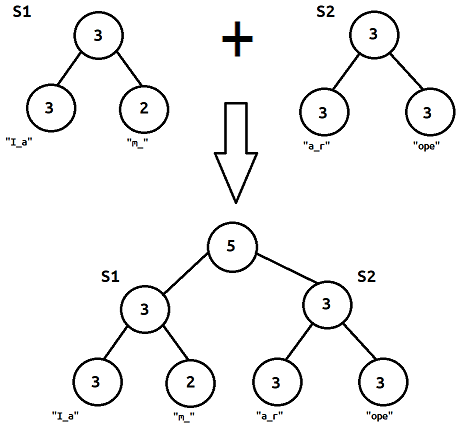 S1 S2
3 + 3
3 2 3 3
"I_a" "m_" "a_r" "ope"
5
S1 S2
3 3
3 2 3 3
"I_a" "m_" "a_r" "ope"